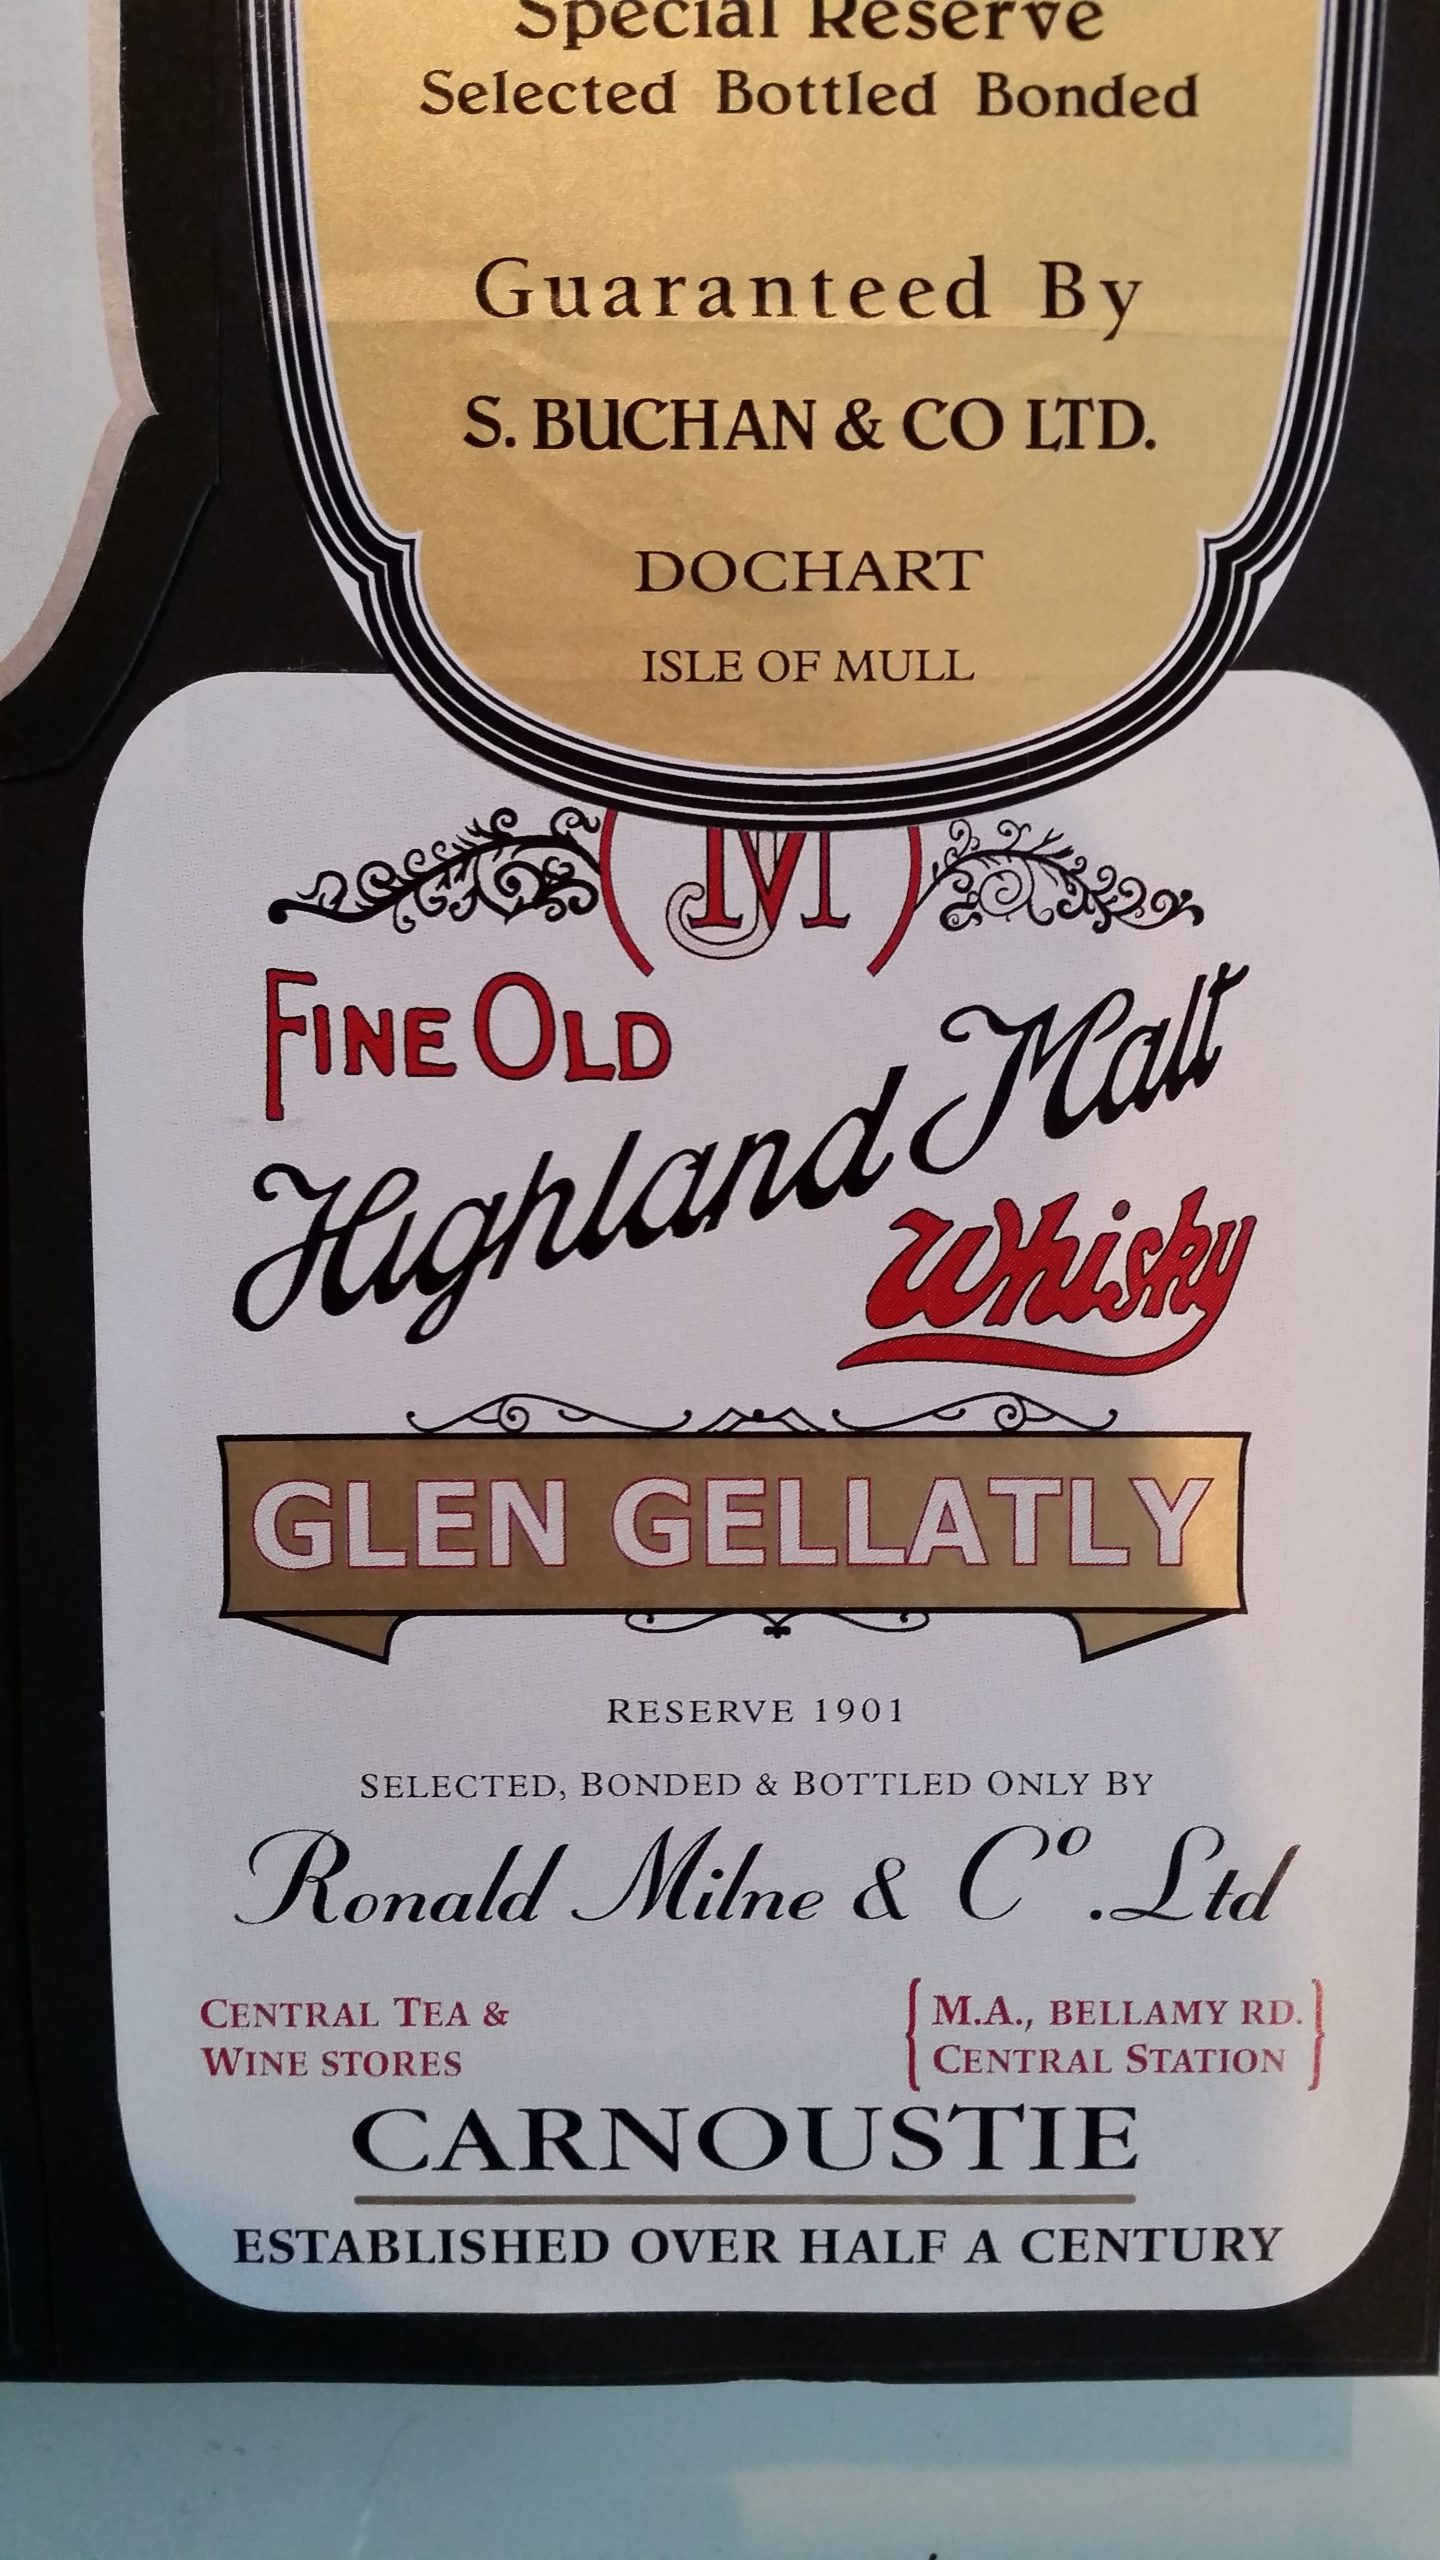 Special Reserve
Selected Bottled Bonded
Guaranteed By
S. BUCHAN & CO LTD.
DOCHART
ISLE OF MULL
JM
FINE OLD
Highland Malt
Whisky
GLEN GELLATLY
RESERVE 1901
SELECTED, BONDED & BOTTLED ONLY BY
Ronald Milne & Cº. Ltd
CENTRAL TEA &
WINE STORES
M.A., BELLAMY RD.
CENTRAL STATION
CARNOUSTIE
ESTABLISHED OVER HALF A CENTURY